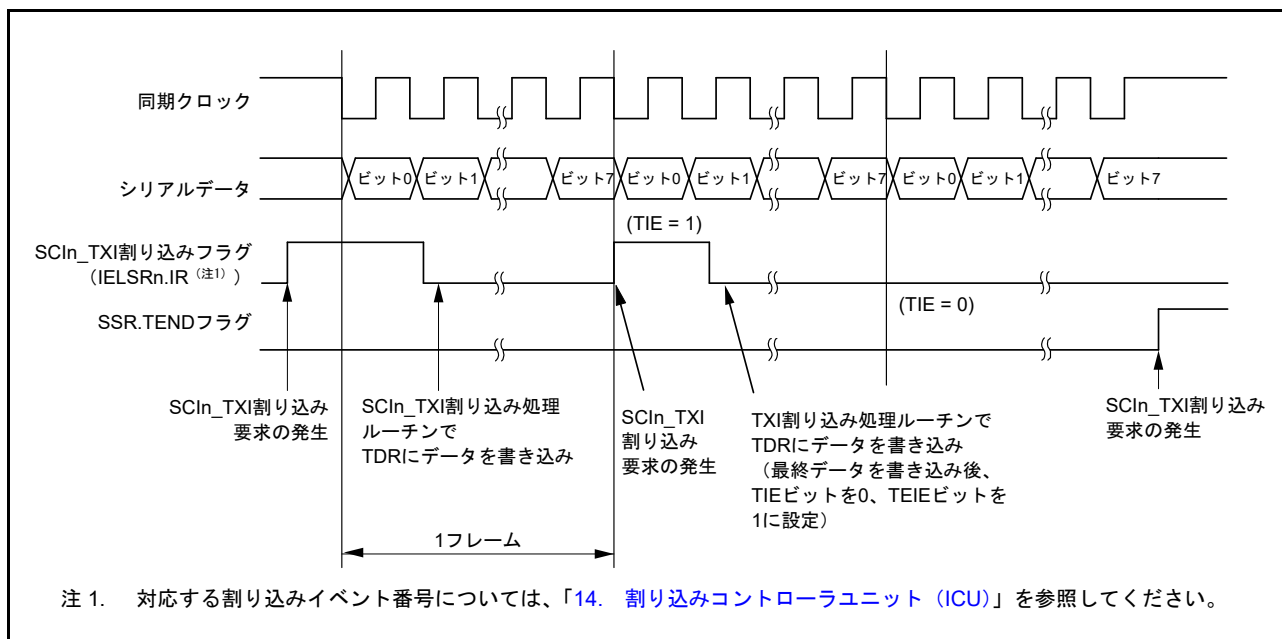 同期クロック
シリアルデータ
ビット0 ビット1 ビット7 ビット0 ビット1 ビット7 ビット0 ビット1 ビット7
(TIE = 1)
SCIn_TXI割り込みフラグ
（IELSRn.IR（注1））
(TIE = 0)
SSR.TENDフラグ
SCIn_TXI割り込み
要求の発生
SCIn_TXI割り込み処理
ルーチンで
TDRにデータを書き込み
SCIn_TXI
割り込み
要求の発生
TXI割り込み処理ルーチンで
TDRにデータを書き込み
（最終データを書き込み後、
TIEビットを0、TEIEビットを
1に設定）
SCIn_TXI割り込み
要求の発生
1フレーム
注 1. 対応する割り込みイベント番号については、「14. 割り込みコントローラユニット（ICU）」を参照してください。